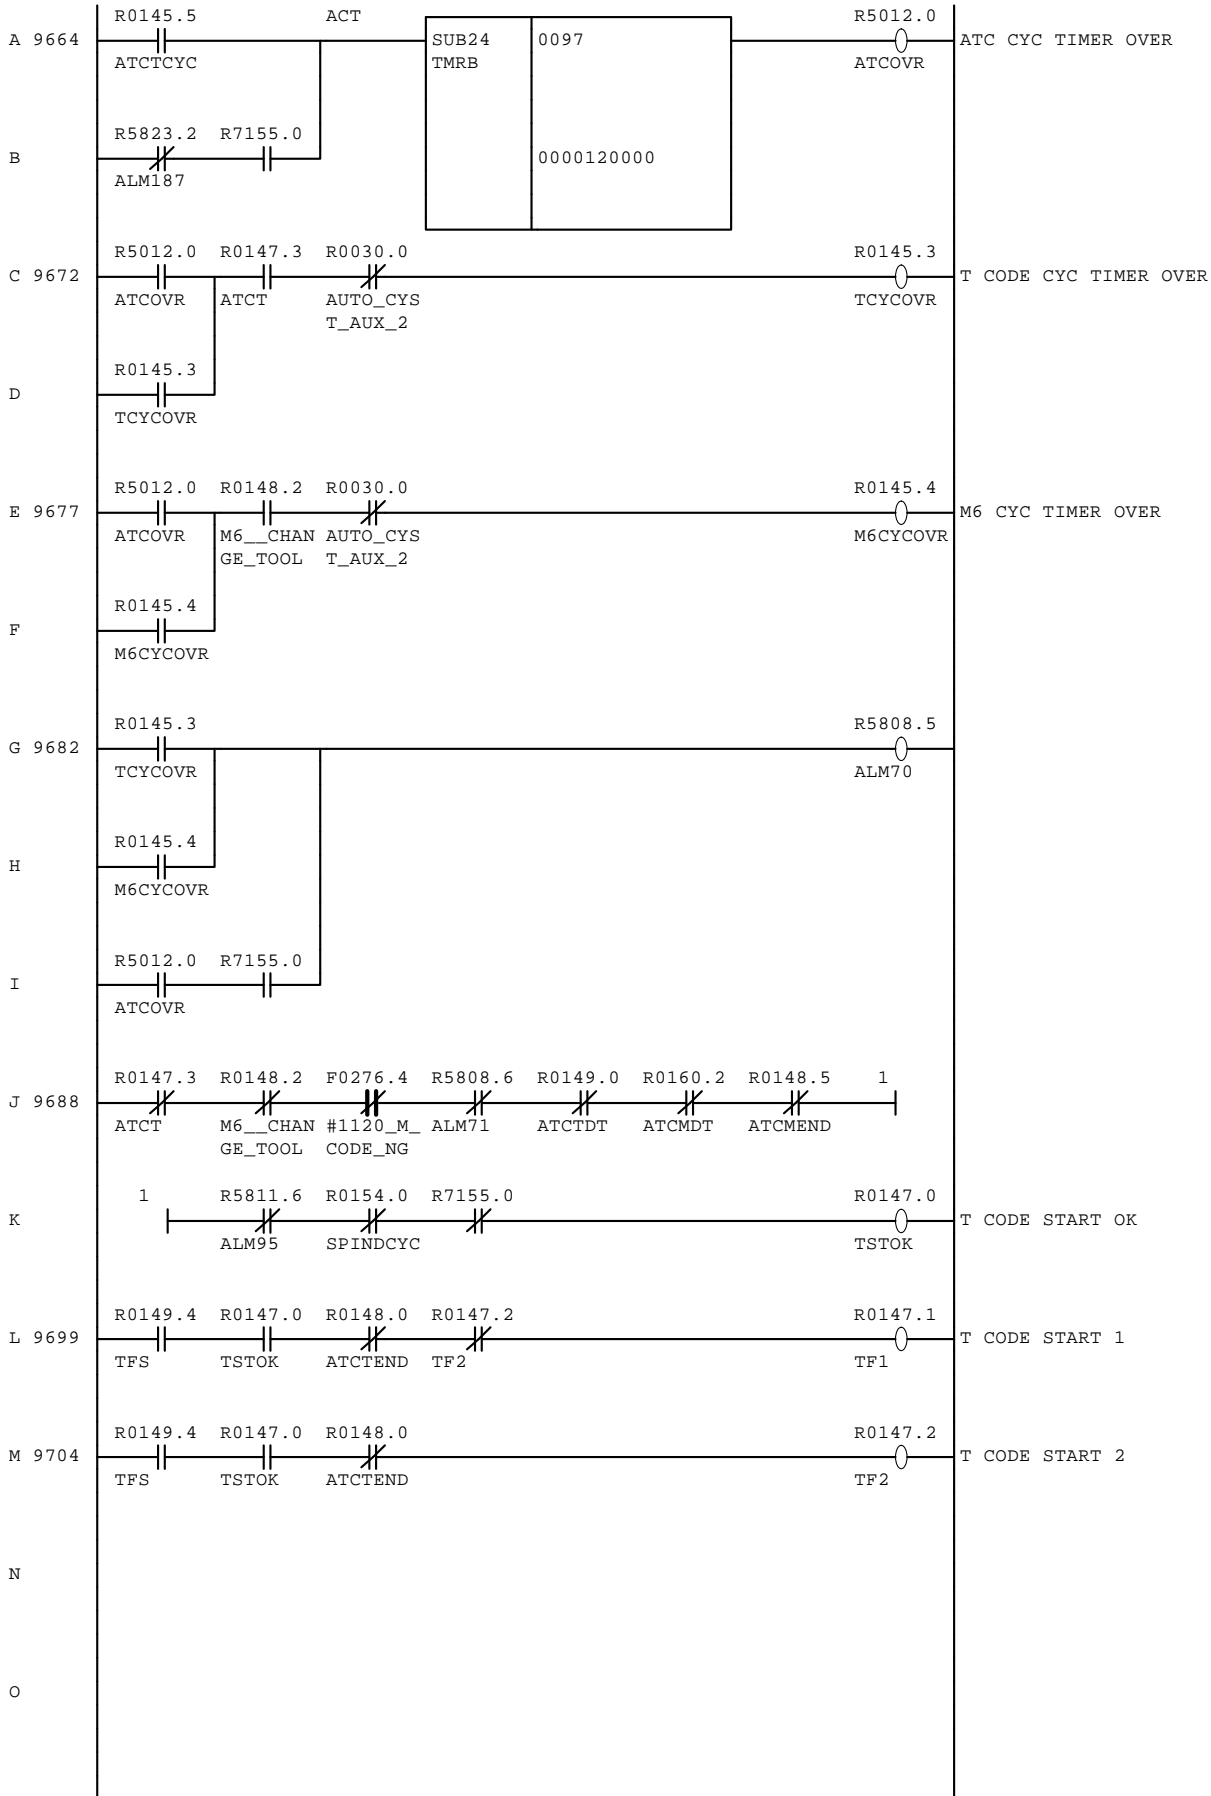 R0145.5 ACT R5012.0
A 9664 SUB24 0097 ATC CYC TIMER OVER
ATCTCYC TMRB ATCOVR
R5823.2 R7155.0
B 0000120000
ALM187
R5012.0 R0147.3 R0030.0 R0145.3
C 9672 T CODE CYC TIMER OVER
ATCOVR ATCT AUTO_CYS TCYCOVR
T_AUX_2
R0145.3
D
TCYCOVR
R5012.0 R0148.2 R0030.0 R0145.4
E 9677 M6 CYC TIMER OVER
ATCOVR M6__CHAN AUTO_CYS M6CYCOVR
GE_TOOL T_AUX_2
R0145.4
F
M6CYCOVR
R0145.3 R5808.5
G 9682
TCYCOVR ALM70
R0145.4
H
M6CYCOVR
R5012.0 R7155.0
I
ATCOVR
R0147.3 R0148.2 F0276.4 R5808.6 R0149.0 R0160.2 R0148.5 1
J 9688
ATCT M6__CHAN #1120_M_ ALM71 ATCTDT ATCMDT ATCMEND
GE_TOOL CODE_NG
1 R5811.6 R0154.0 R7155.0 R0147.0
K T CODE START OK
ALM95 SPINDCYC TSTOK
R0149.4 R0147.0 R0148.0 R0147.2 R0147.1
L 9699 T CODE START 1
TFS TSTOK ATCTEND TF2 TF1
R0149.4 R0147.0 R0148.0 R0147.2
M 9704 T CODE START 2
TFS TSTOK ATCTEND TF2
N
O